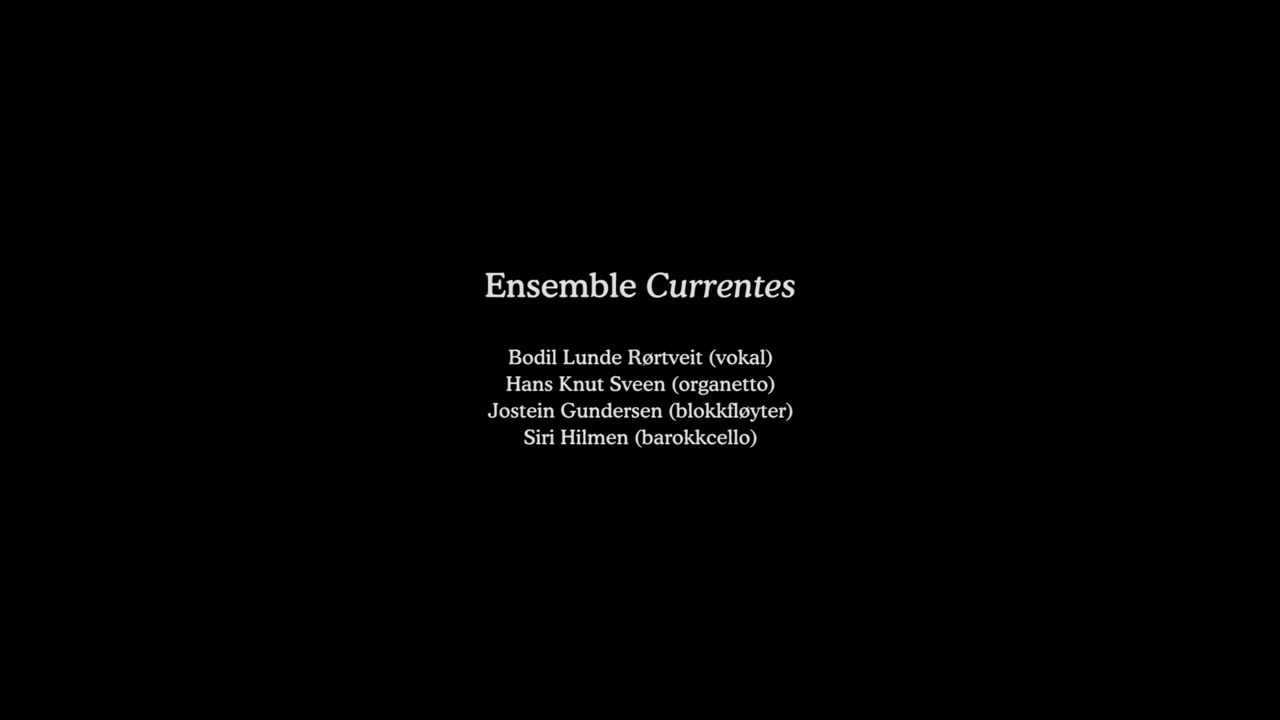 Ensemble Currentes
Bodil Lunde Rørtveit (vokal)
Hans Knut Sveen (organetto)
Jostein Gundersen (blokkfløyter)
Siri Hilmen (barokkcello)